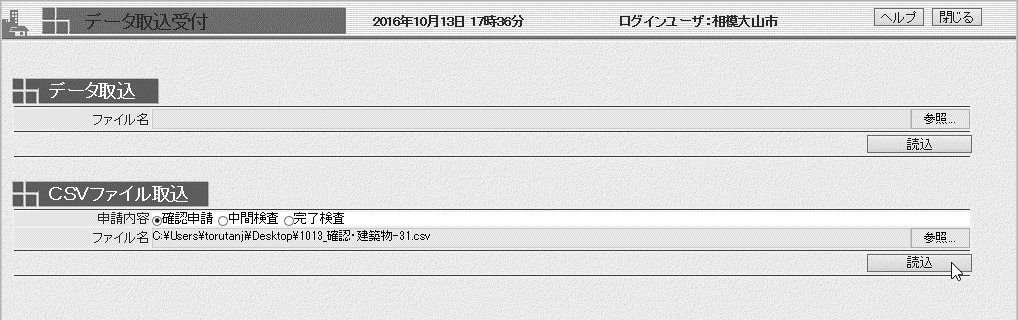 データ取込受付 2016年10月13日 17時36分 ログインユーザ:相模大山市 ヘルプ 閉じる
データ取込
ファイル名 参照...
読込
CSVファイル取込
申請内容 ◉確認申請 ○中間検査 ○完了検査
ファイル名 C:¥Users¥torutanj¥Desktop¥1013_確認・建築物-31.csv 参照...
読込